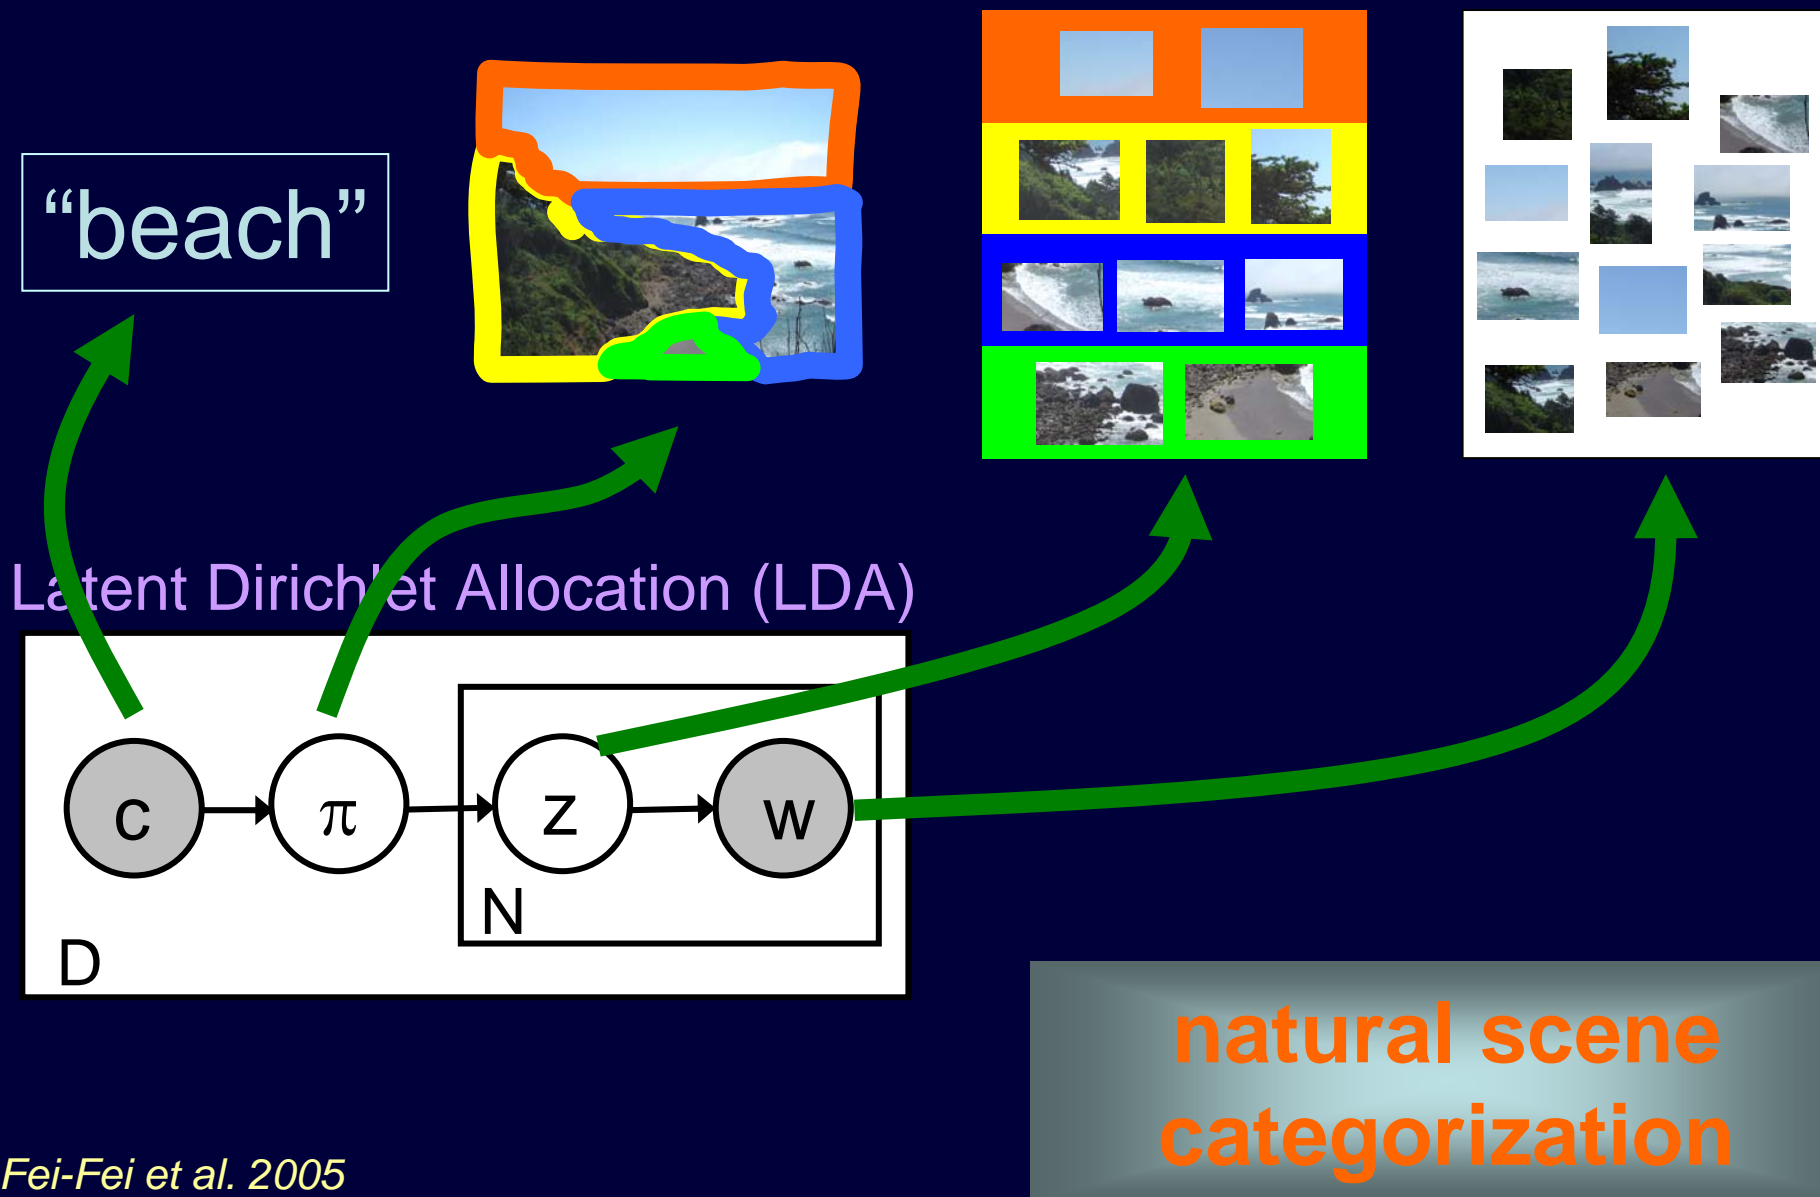 “beach”
Latent Dirichlet Allocation (LDA)
c
π
z
w
N
D
natural scene
categorization
Fei-Fei et al. 2005